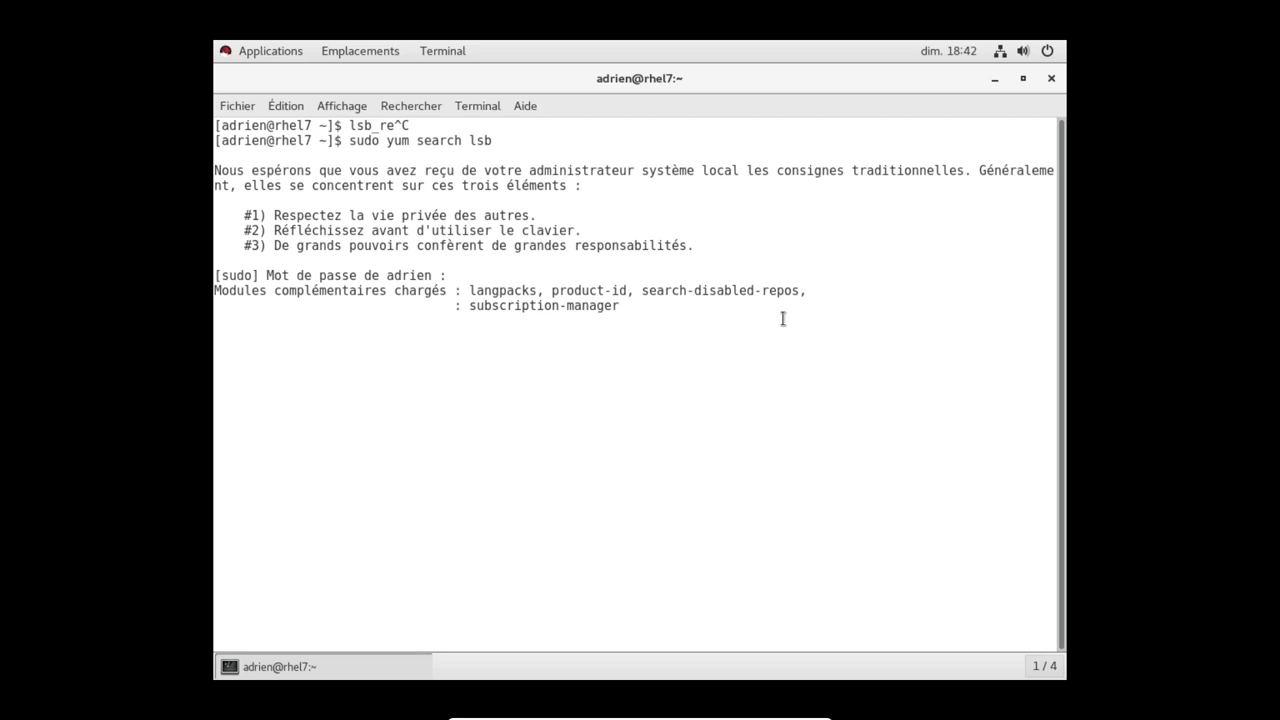 Applications Emplacements Terminal dim. 18:42
adrien@rhel7:~
Fichier Édition Affichage Rechercher Terminal Aide
[adrien@rhel7 ~]$ lsb_re^C
[adrien@rhel7 ~]$ sudo yum search lsb
Nous espérons que vous avez reçu de votre administrateur système local les consignes traditionnelles. Généraleme
nt, elles se concentrent sur ces trois éléments :
#1) Respectez la vie privée des autres.
#2) Réfléchissez avant d'utiliser le clavier.
#3) De grands pouvoirs confèrent de grandes responsabilités.
[sudo] Mot de passe de adrien :
Modules complémentaires chargés : langpacks, product-id, search-disabled-repos,
: subscription-manager
adrien@rhel7:~ 1 / 4